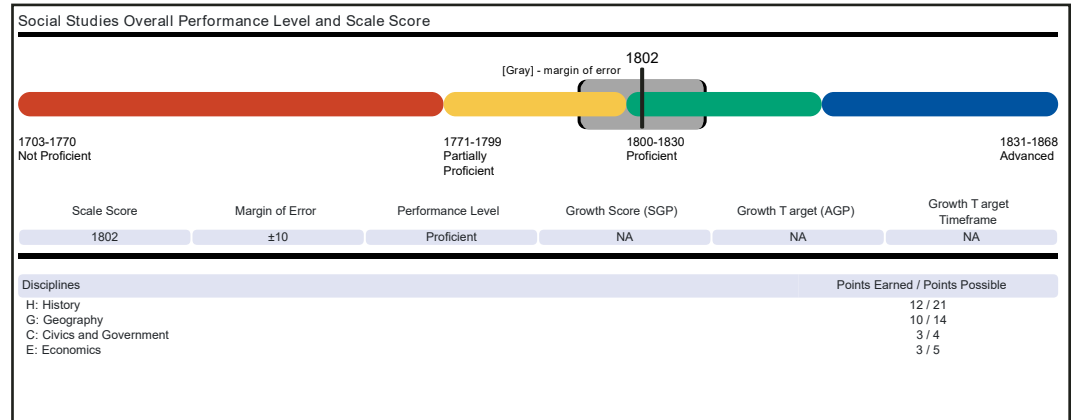 Social Studies Overall Performance Level and Scale Score
1802
[Gray] - margin of error
1703-1770 1771-1799 1800-1830 1831-1868
Not Proficient Partially Proficient Advanced
Proficient
Scale Score Margin of Error Performance Level Growth Score (SGP) Growth T arget (AGP) Growth T arget
Timeframe
1802 ±10 Proficient NA NA NA
Disciplines Points Earned / Points Possible
H: History 12 / 21
G: Geography 10 / 14
C: Civics and Government 3 / 4
E: Economics 3 / 5